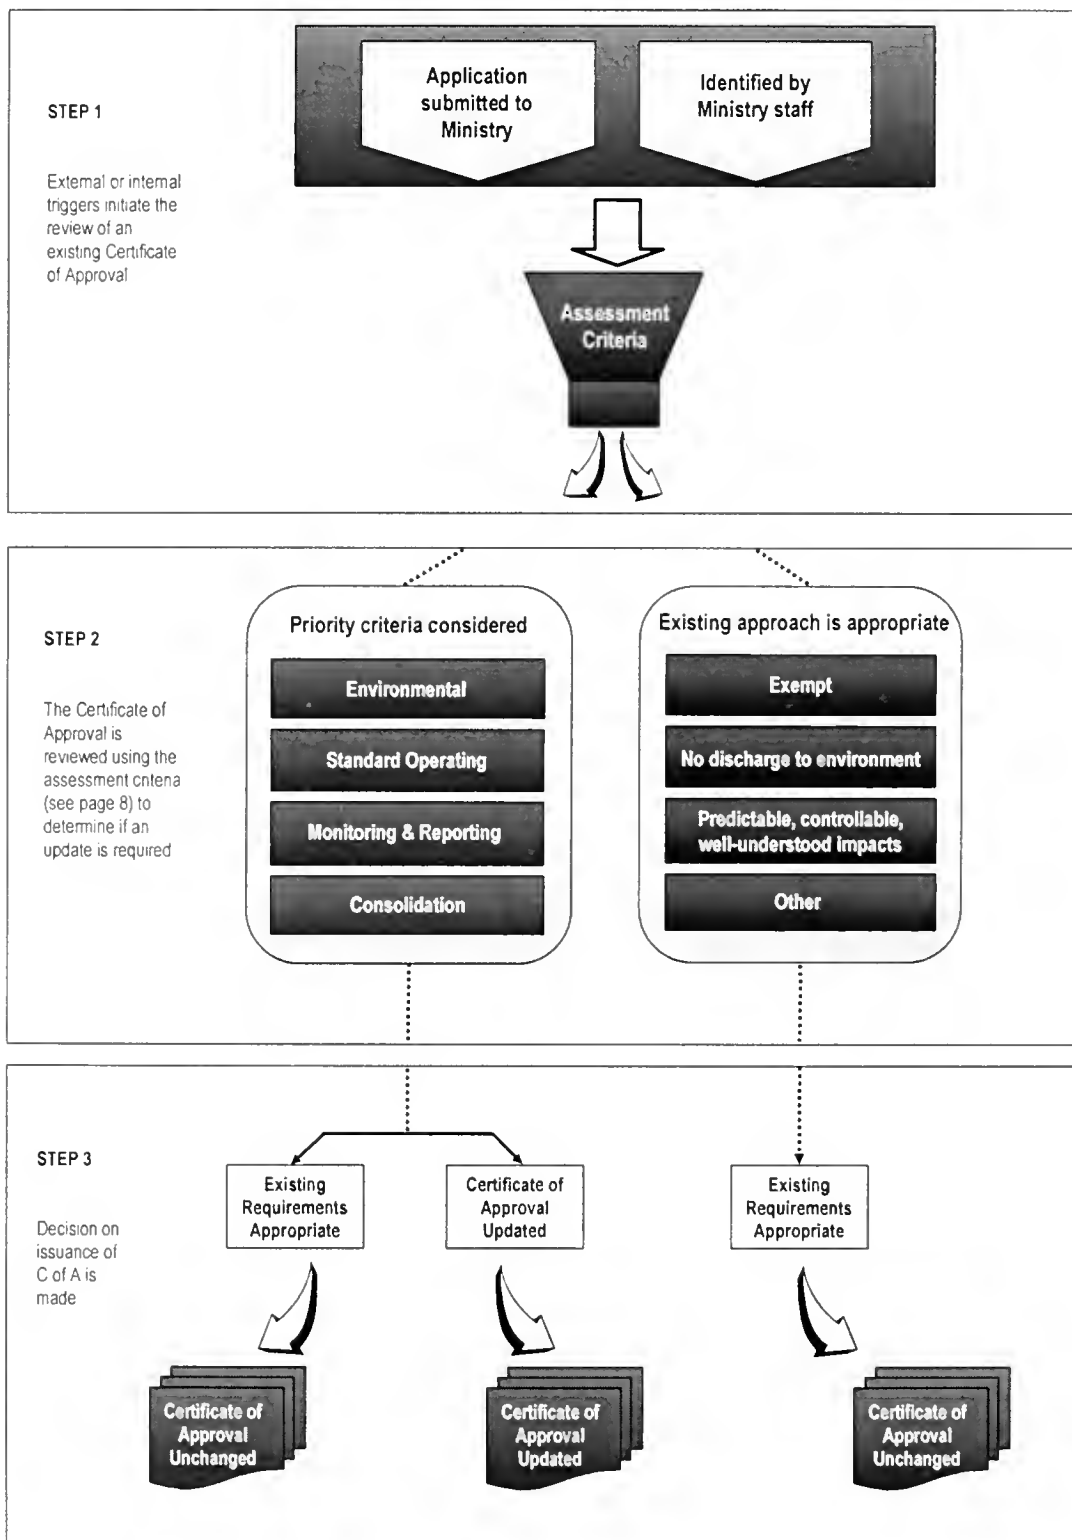 STEP 1
External or internal
triggers initiate the
review of an
existing Certificate
of Approval
Application
submitted to
Ministry
Identified by
Ministry staff
Assessment
Criteria
STEP 2
The Certificate of
Approval is
reviewed using the
assessment criteria
(see page 8) to
determine if an
update is required
Priority criteria considered
Environmental
Standard Operating
Monitoring & Reporting
Consolidation
Existing approach is appropriate
Exempt
No discharge to environment
Predictable, controllable,
well-understood impacts
Other
STEP 3
Decision on
issuance of
C of A is
made
Existing
Requirements
Appropriate
Certificate of
Approval
Updated
Existing
Requirements
Appropriate
Certificate of
Approval
Unchanged
Certificate of
Approval
Updated
Certificate of
Approval
Unchanged